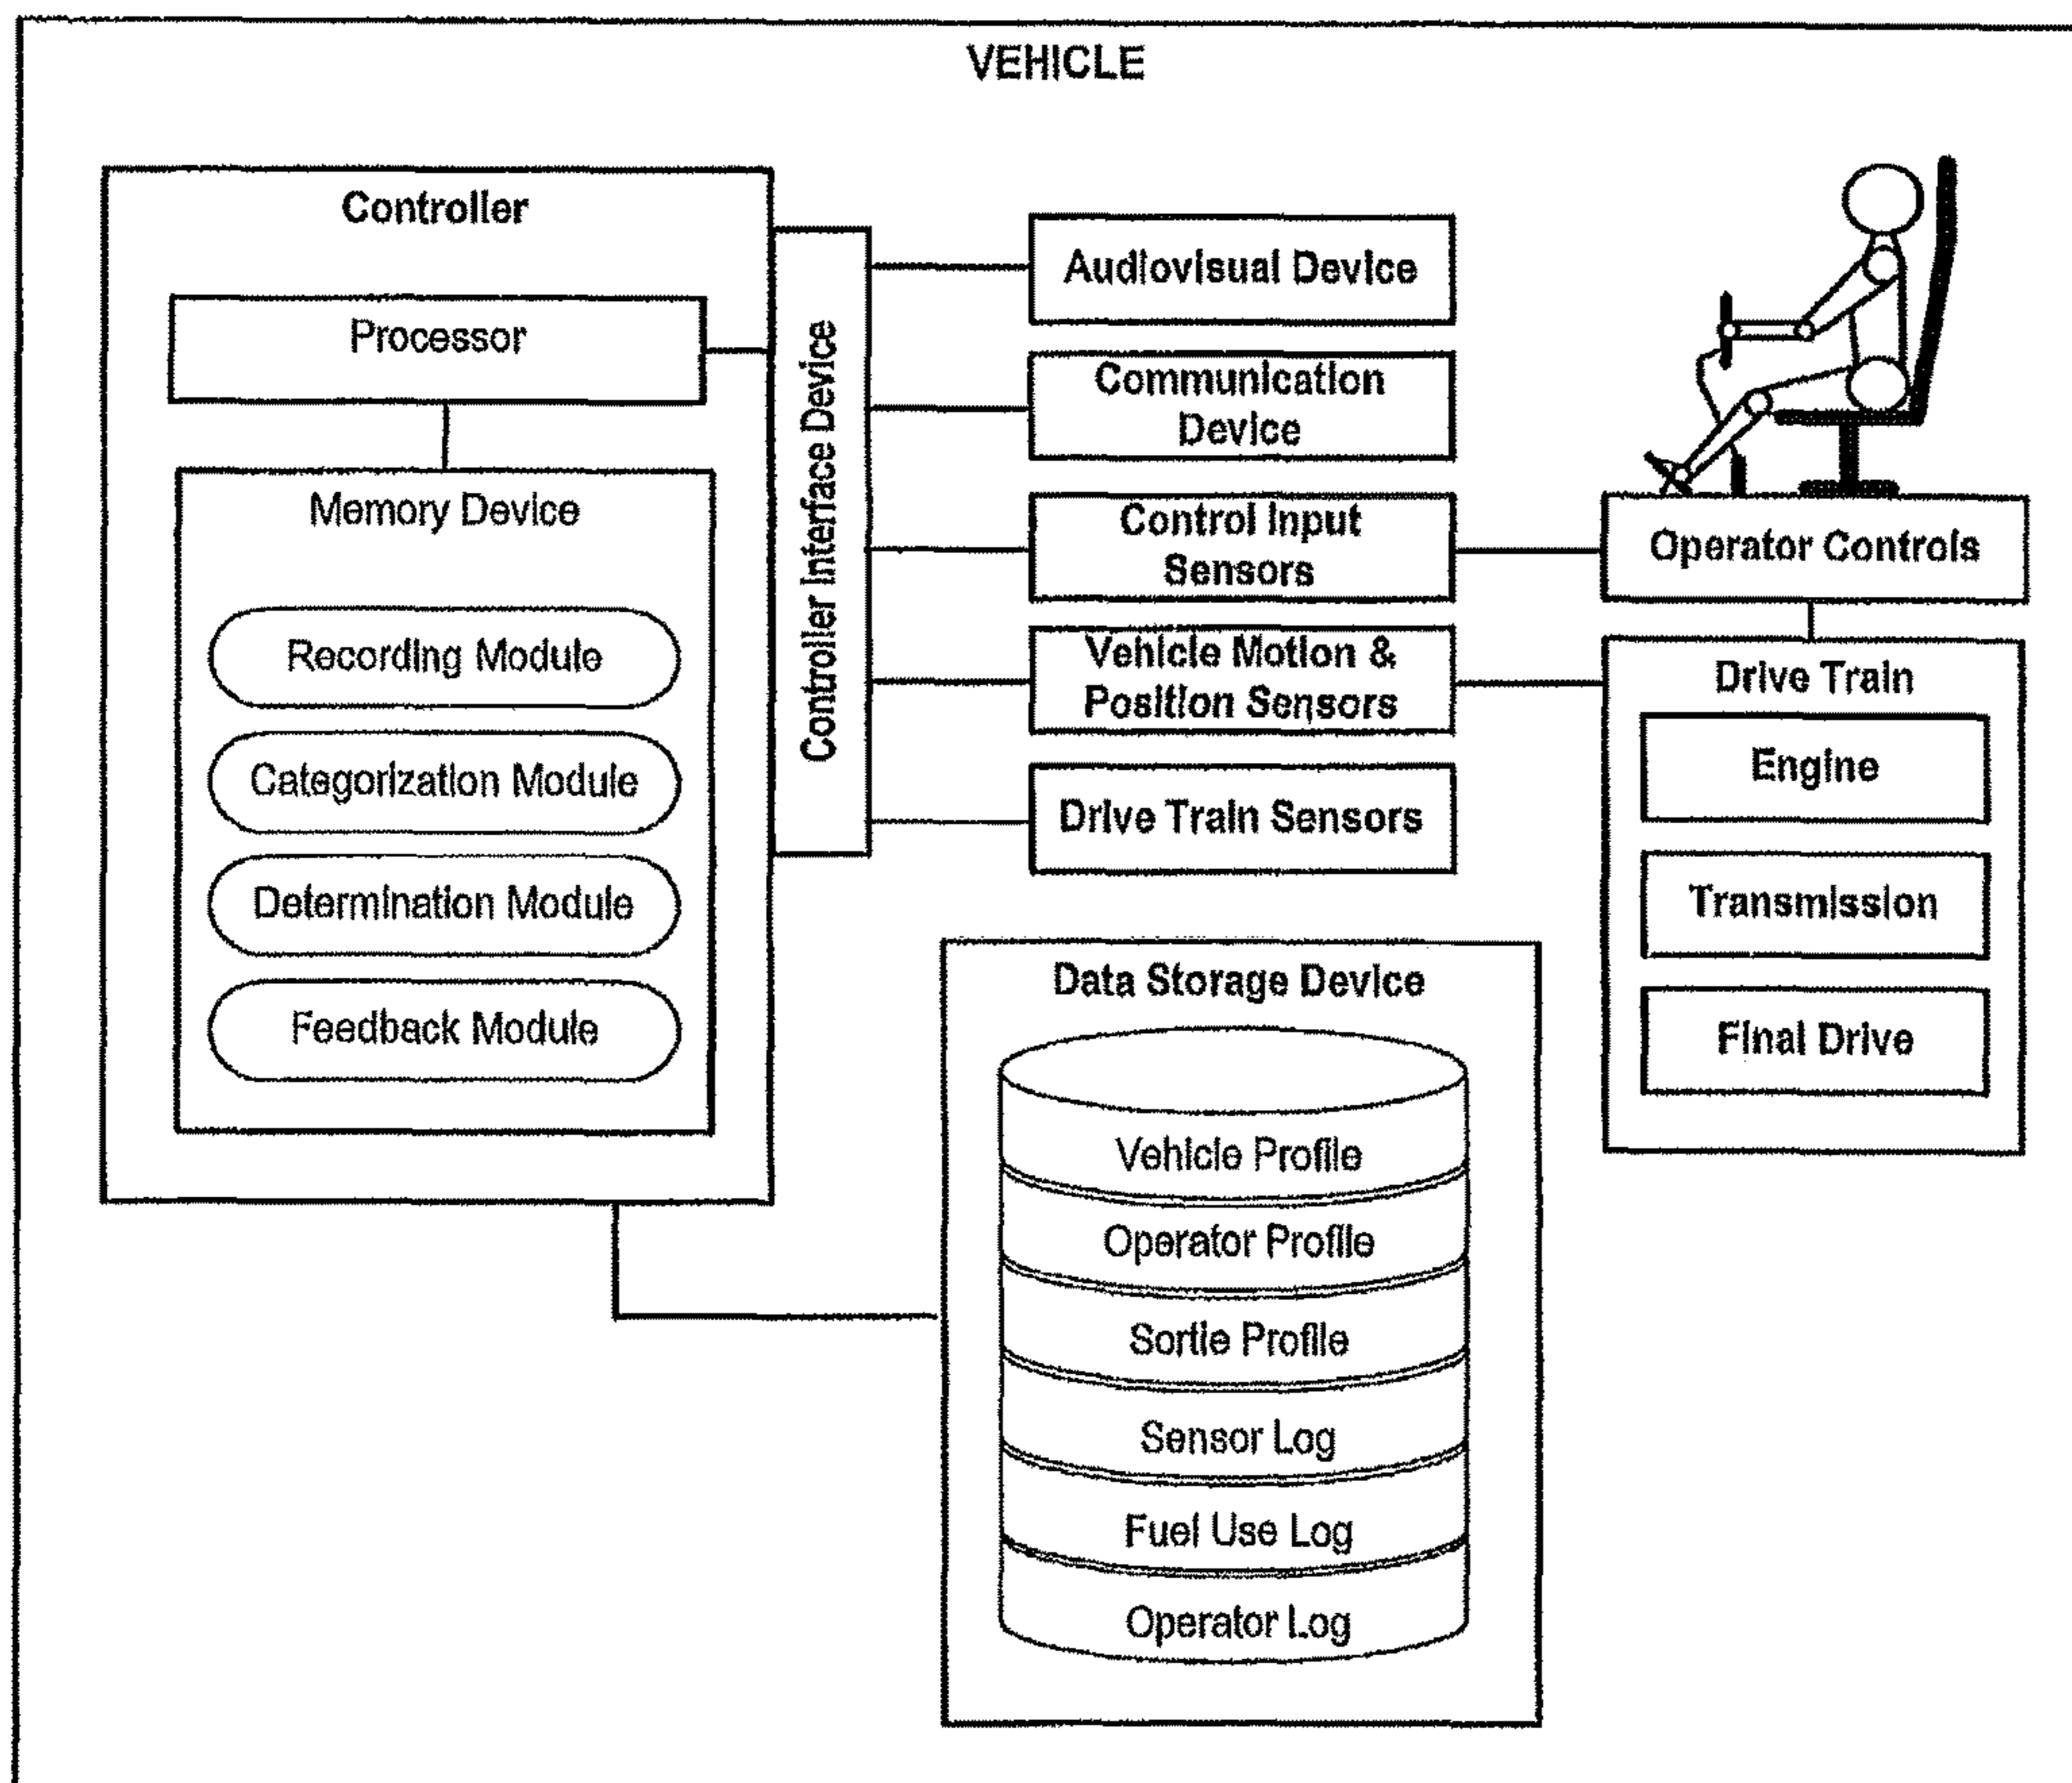 VEHICLE
Controller
Processor
Memory Device
Recording Module
Categorization Module
Determination Module
Feedback Module
Controller Interface Device
Audiovisual Device
Communication
Device
Control Input
Sensors
Vehicle Motion &
Position Sensors
Drive Train Sensors
Operator Controls
Drive Train
Engine
Transmission
Final Drive
Data Storage Device
Vehicle Profile
Operator Profile
Sortie Profile
Sensor Log
Fuel Use Log
Operator Log